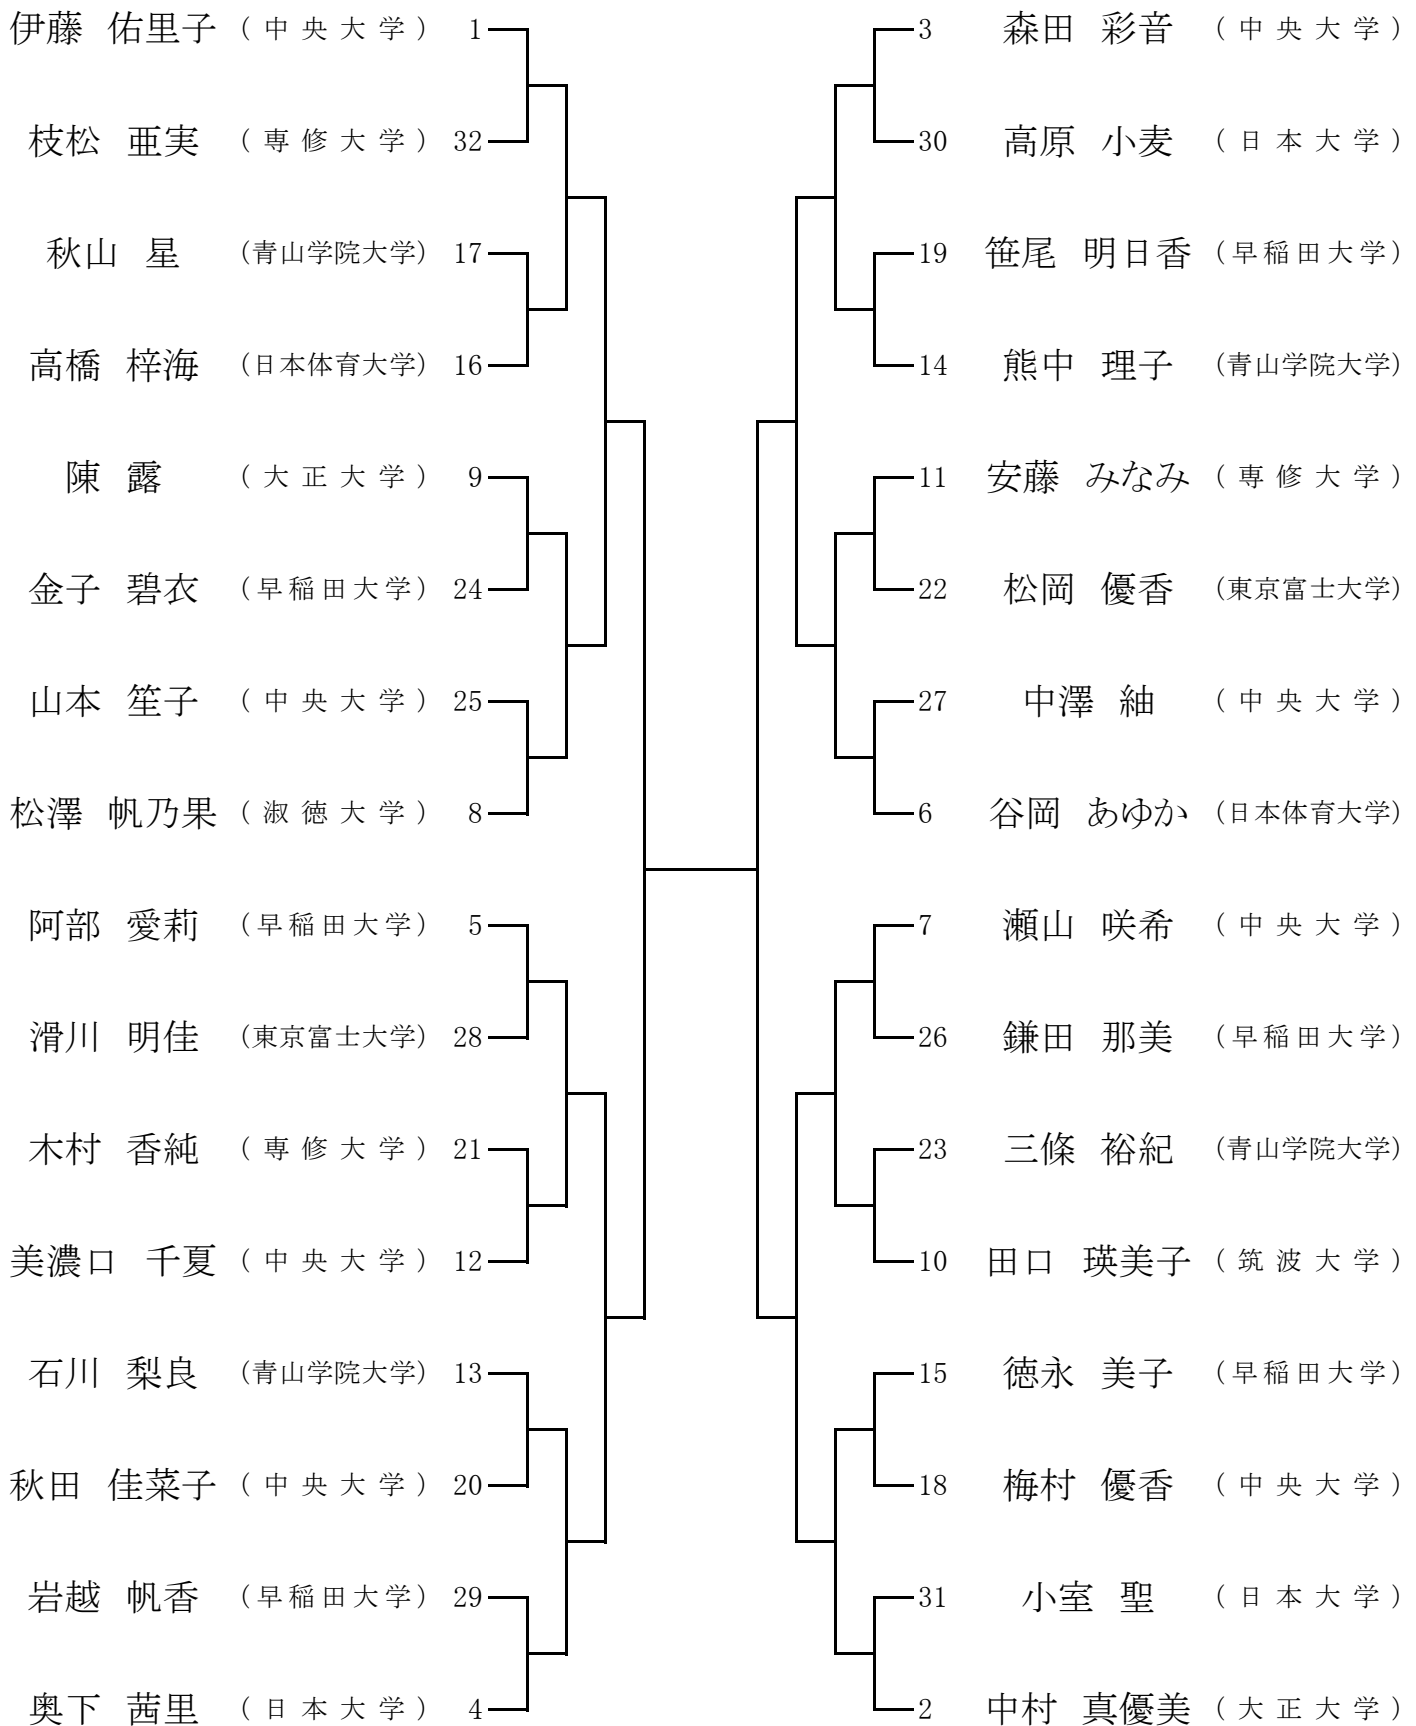 伊藤 佑里子 (中央大学) 1
枝松 亜実 (専修大学) 32
秋山 星 (青山学院大学) 17
高橋 梓海 (日本体育大学) 16
陳 露 (大正大学) 9
金子 碧衣 (早稲田大学) 24
山本 笙子 (中央大学) 25
松澤 帆乃果 (淑徳大学) 8
阿部 愛莉 (早稲田大学) 5
滑川 明佳 (東京富士大学) 28
木村 香純 (専修大学) 21
美濃口 千夏 (中央大学) 12
石川 梨良 (青山学院大学) 13
秋田 佳菜子 (中央大学) 20
岩越 帆香 (早稲田大学) 29
奥下 茜里 (日本大学) 4
3 森田 彩音 (中央大学)
30 高原 小麦 (日本大学)
19 笹尾 明日香 (早稲田大学)
14 熊中 理子 (青山学院大学)
11 安藤 みなみ (専修大学)
22 松岡 優香 (東京富士大学)
27 中澤 紬 (中央大学)
6 谷岡 あゆか (日本体育大学)
7 瀬山 咲希 (中央大学)
26 鎌田 那美 (早稲田大学)
23 三條 裕紀 (青山学院大学)
10 田口 瑛美子 (筑波大学)
15 徳永 美子 (早稲田大学)
18 梅村 優香 (中央大学)
31 小室 聖 (日本大学)
2 中村 真優美 (大正大学)